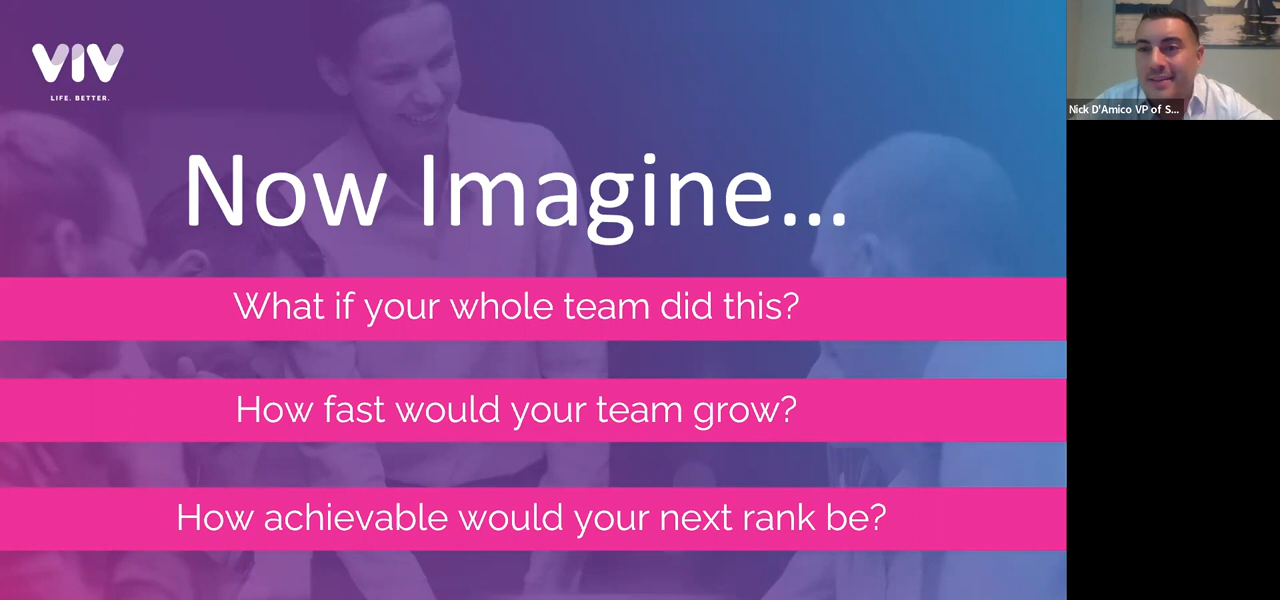 VIV
LIFE. BETTER.
Nick D'Amico VP of S...
Now Imagine...
What if your whole team did this?
How fast would your team grow?
How achievable would your next rank be?